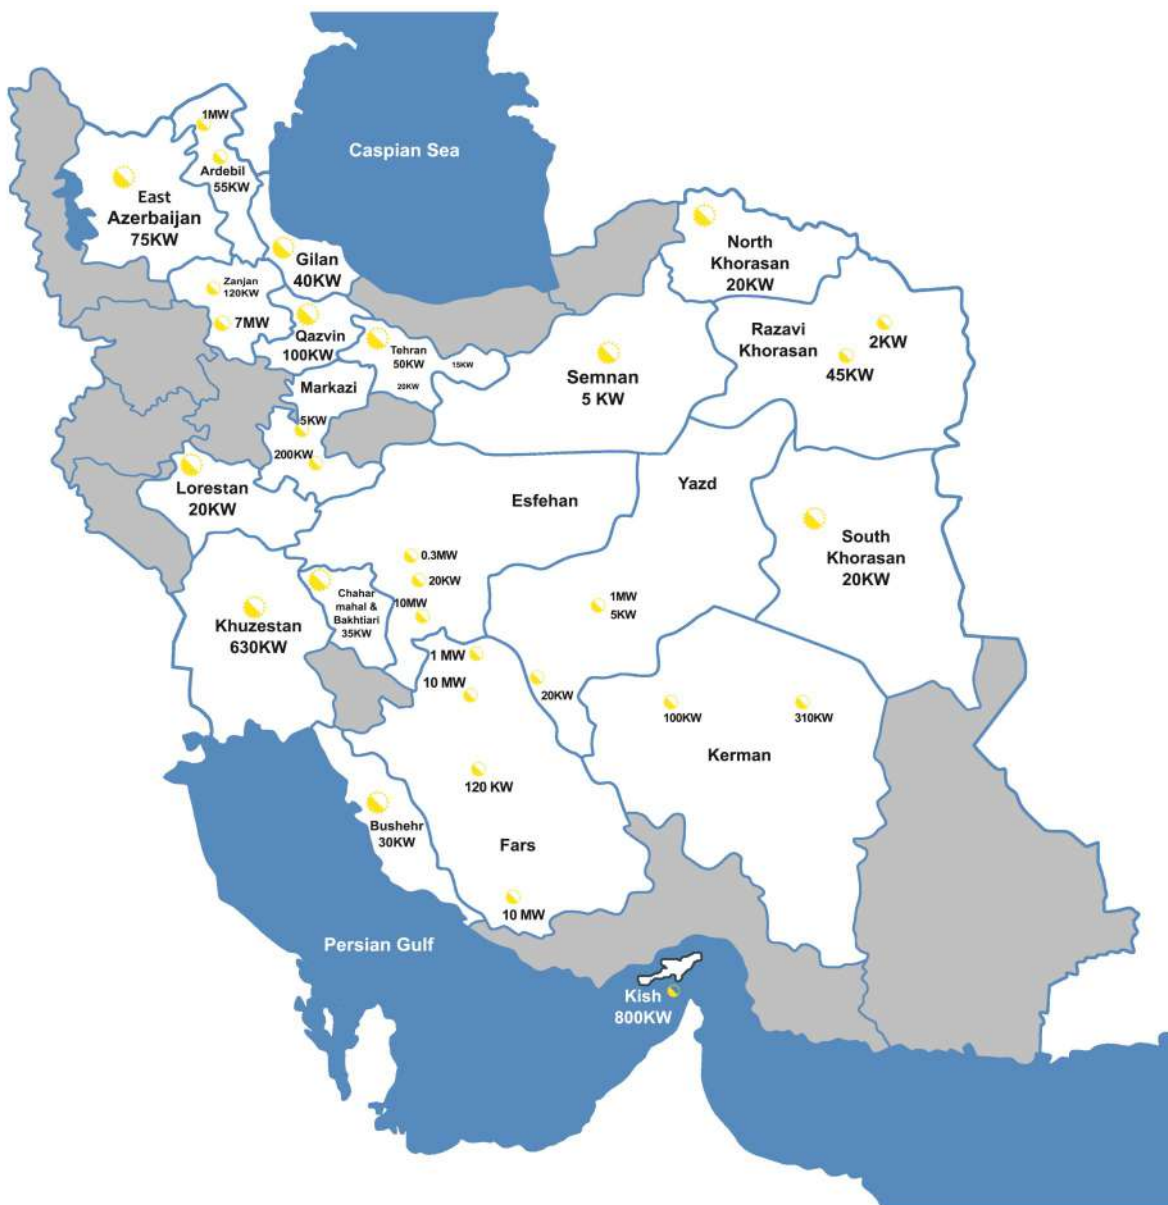 Caspian Sea
1MW
Ardebil
55KW
East
Azerbaijan
75KW
Gilan
40KW
North
Khorasan
20KW
Zanjan
120KW
7MW
Qazvin
100KW
Tehran
50KW
15KW
20KW
Semnan
5 KW
Razavi
Khorasan
2KW
45KW
Markazi
5KW
200KW
Lorestan
20KW
Esfehan
Yazd
South
Khorasan
20KW
0.3MW
20KW
10MW
Chahar
mahal &
Bakhtiari
35KW
Khuzestan
630KW
1MW
5KW
1 MW
10 MW
20KW
100KW
310KW
Kerman
120 KW
Bushehr
30KW
Fars
10 MW
Persian Gulf
Kish
800KW